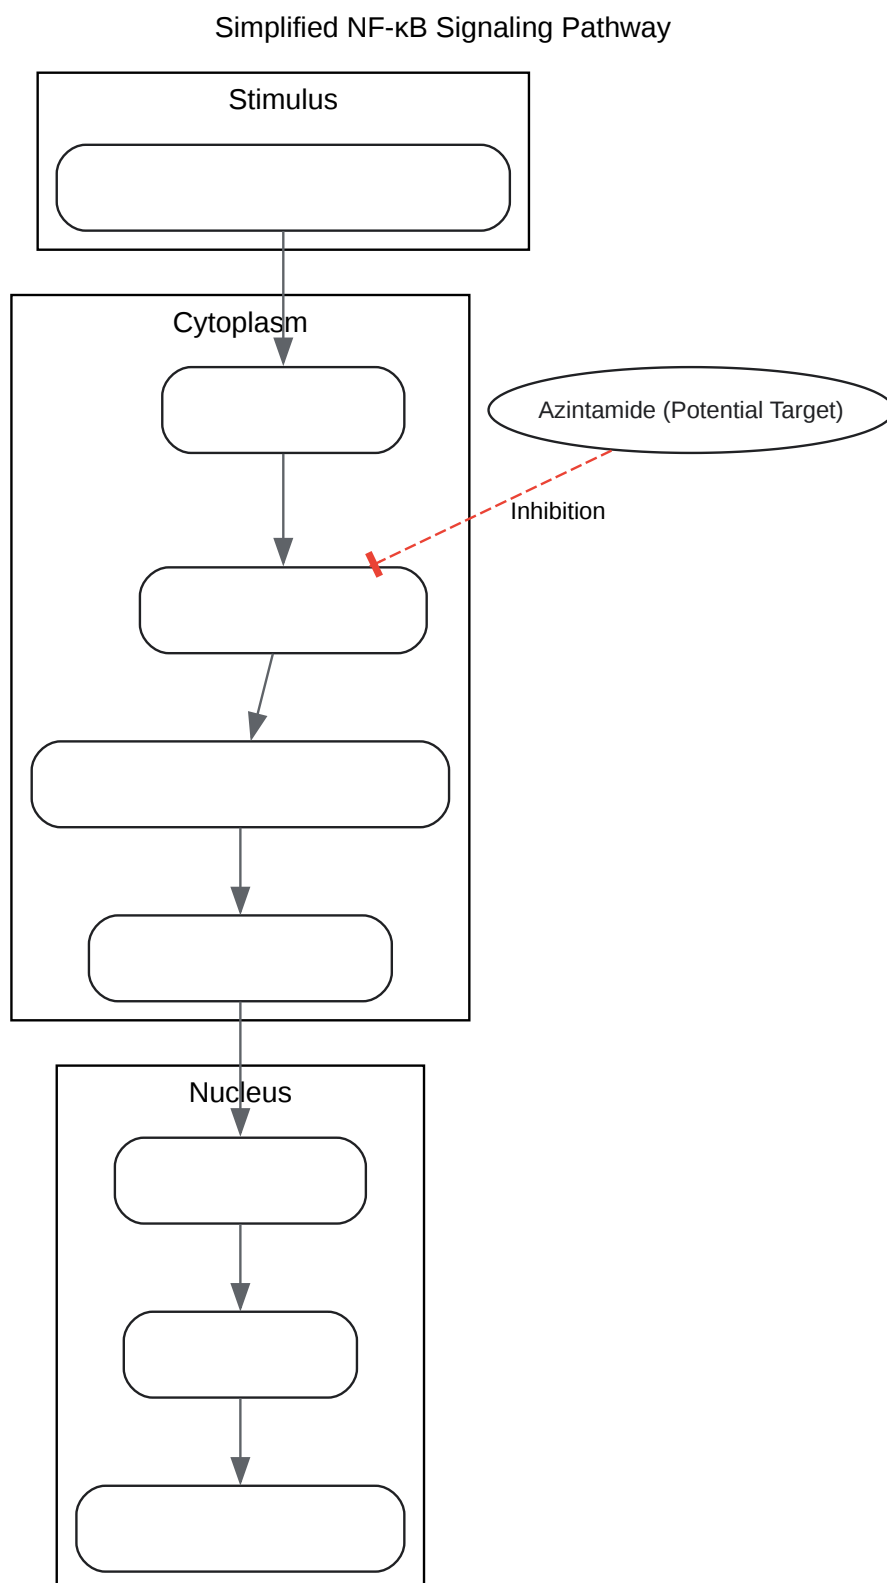 Simplified NF-κB Signaling Pathway
Stimulus
Cytoplasm
Azintamide (Potential Target)
Inhibition
Nucleus